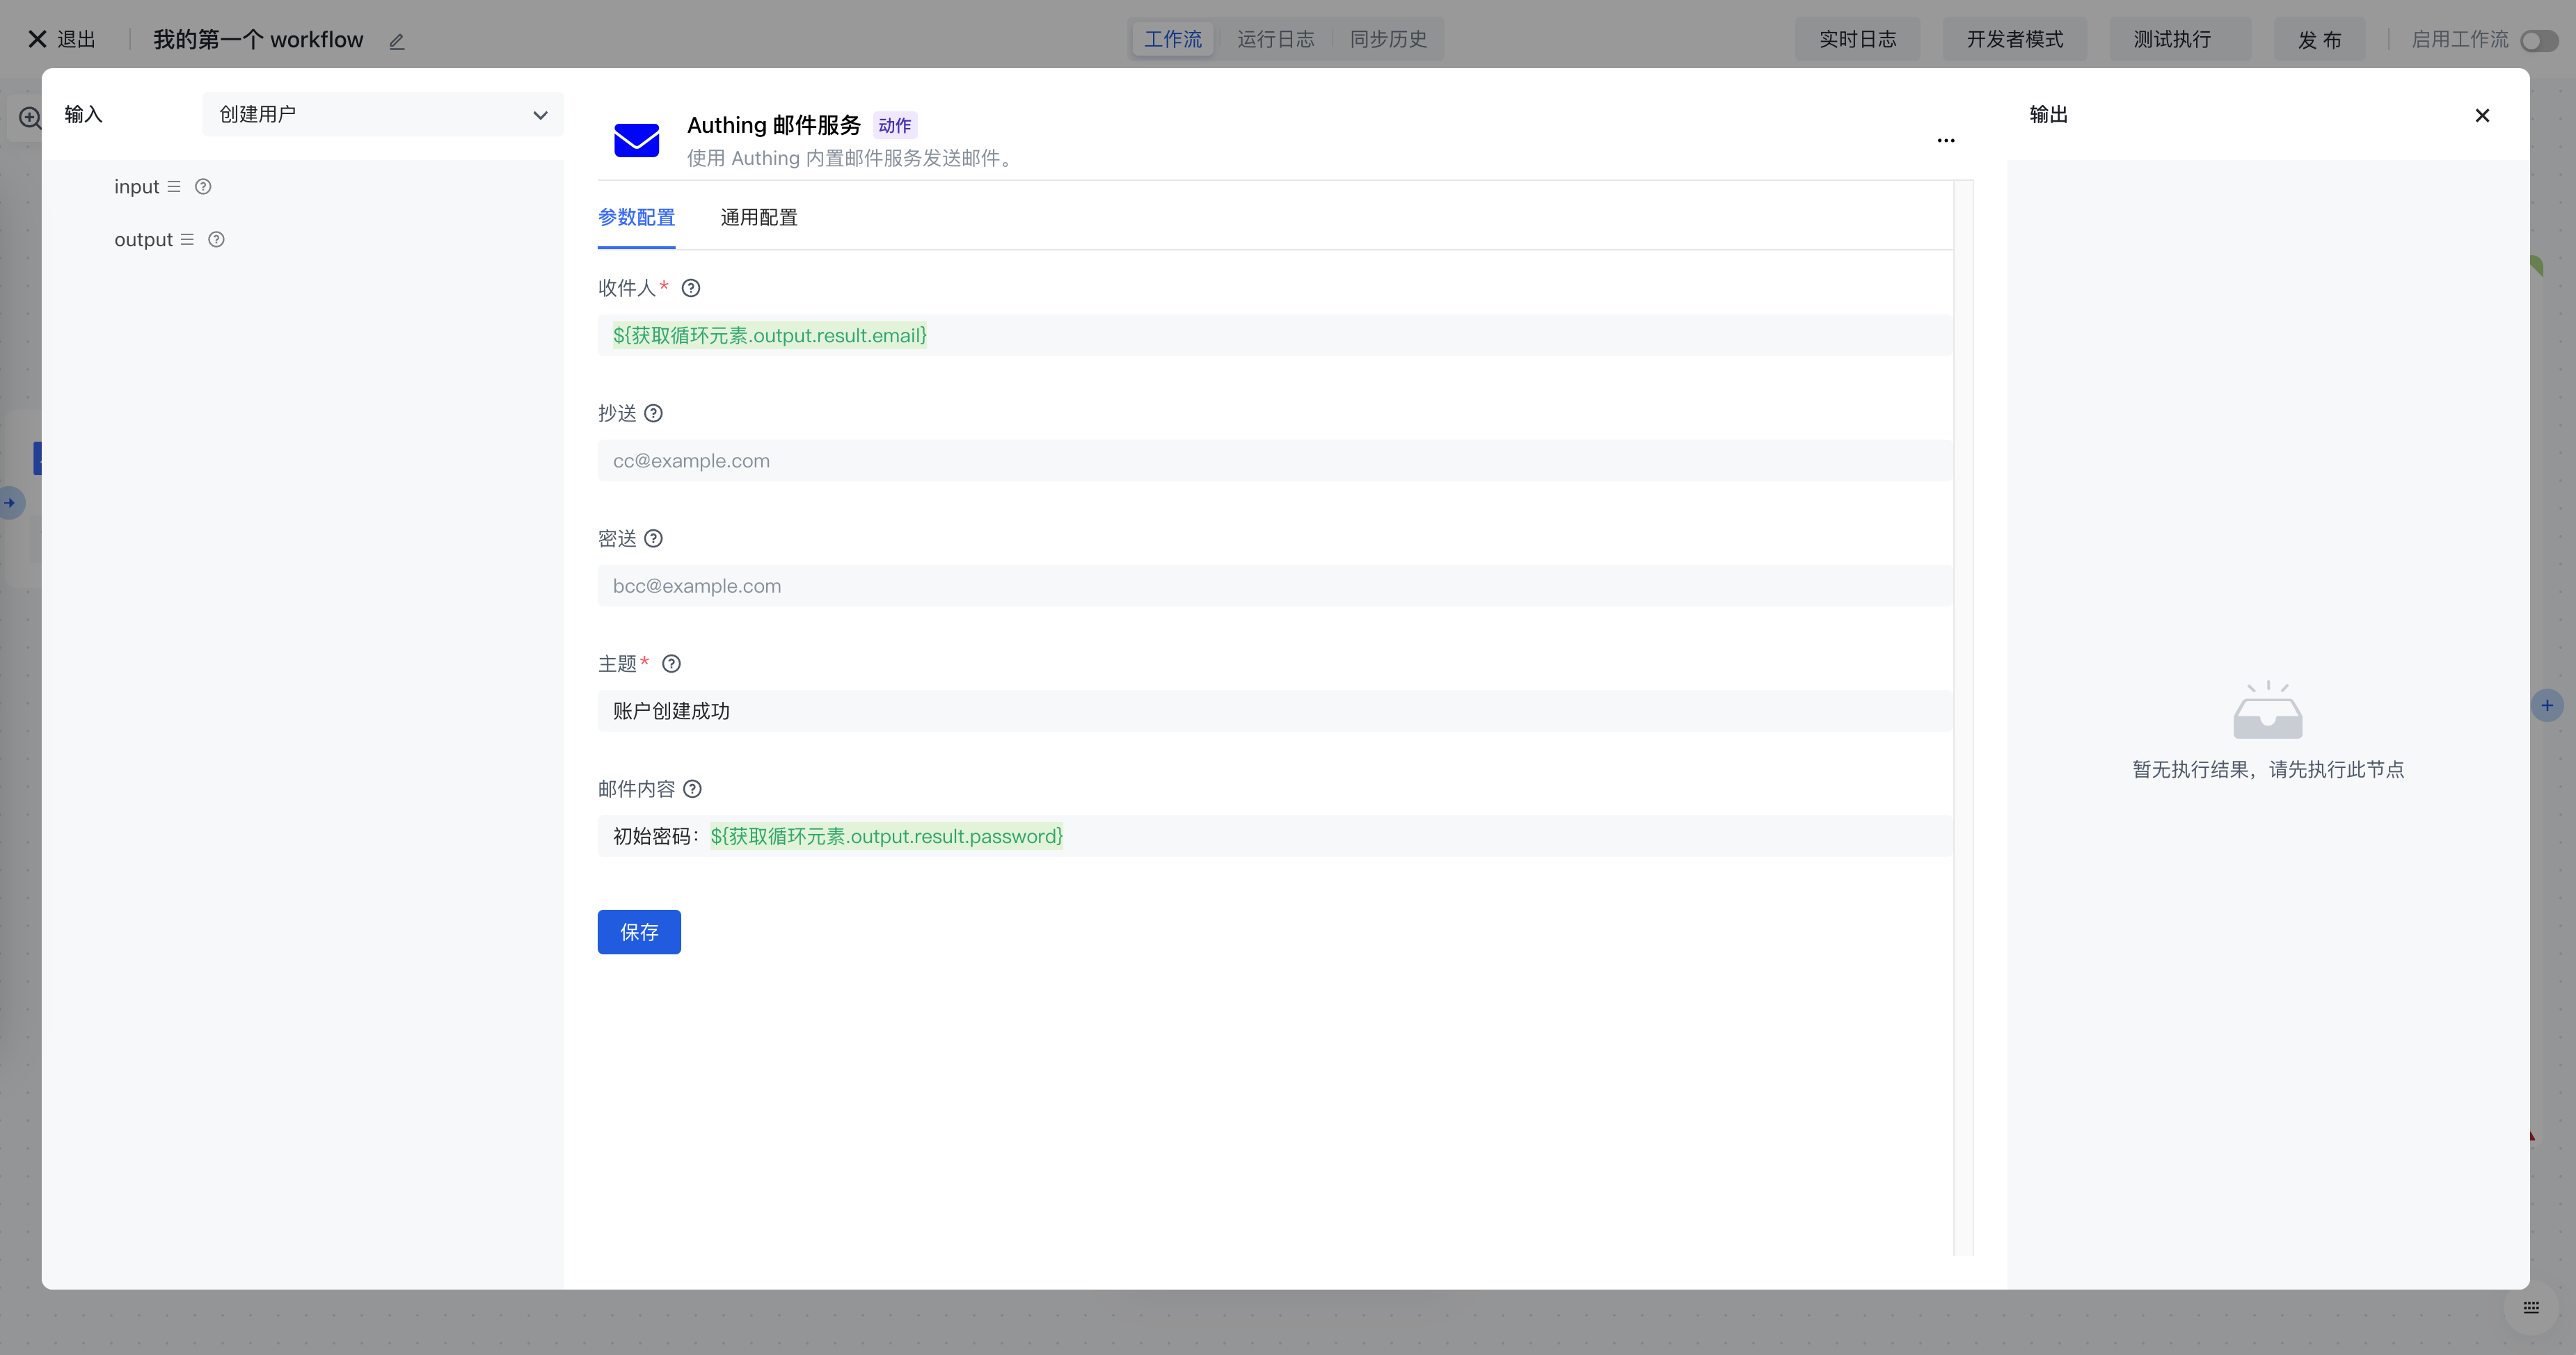 退出
我的第一个 workflow
工作流
运行日志
同步历史
实时日志
开发者模式
测试执行
发 布
启用工作流
输入
创建用户
input
output
Authing 邮件服务
动作
使用 Authing 内置邮件服务发送邮件。
参数配置
通用配置
收件人*
${获取循环元素.output.result.email}
抄送
cc@example.com
密送
bcc@example.com
主题*
账户创建成功
邮件内容
初始密码：${获取循环元素.output.result.password}
保存
输出
暂无执行结果，请先执行此节点